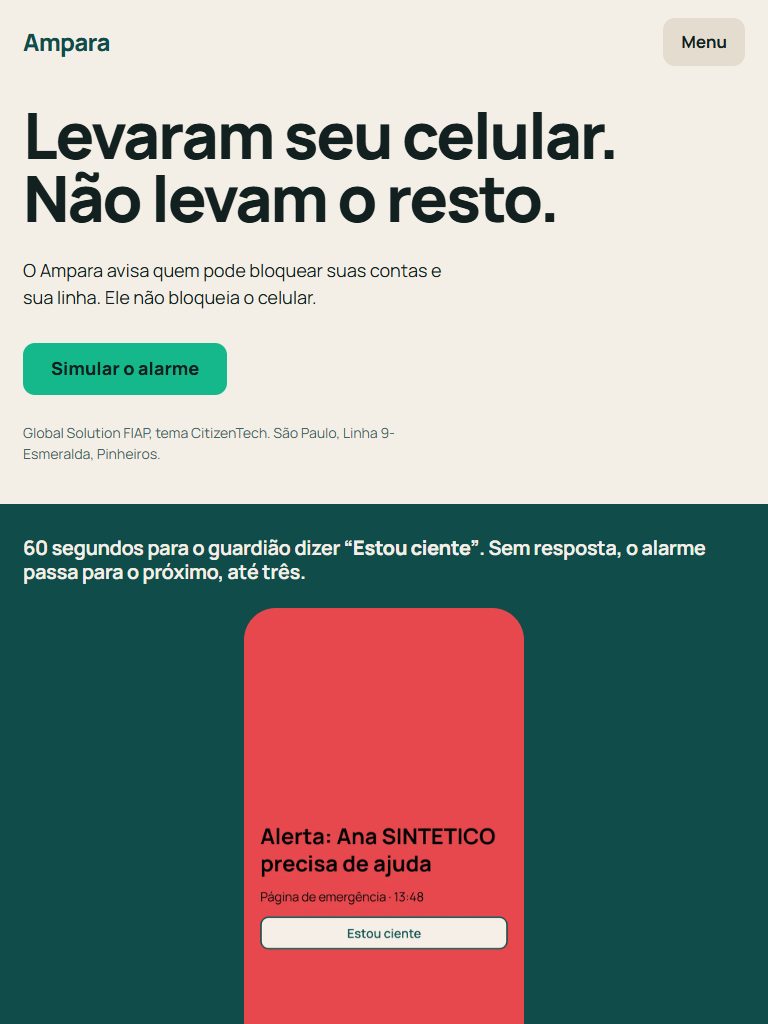 Ampara
Menu
Levaram seu celular.
Não levam o resto.
O Ampara avisa quem pode bloquear suas contas e
sua linha. Ele não bloqueia o celular.
Simular o alarme
Global Solution FIAP, tema CitizenTech. São Paulo, Linha 9-
Esmeralda, Pinheiros.
60 segundos para o guardião dizer “Estou ciente”. Sem resposta, o alarme
passa para o próximo, até três.
Alerta: Ana SINTETICO
precisa de ajuda
Página de emergência · 13:48
Estou ciente